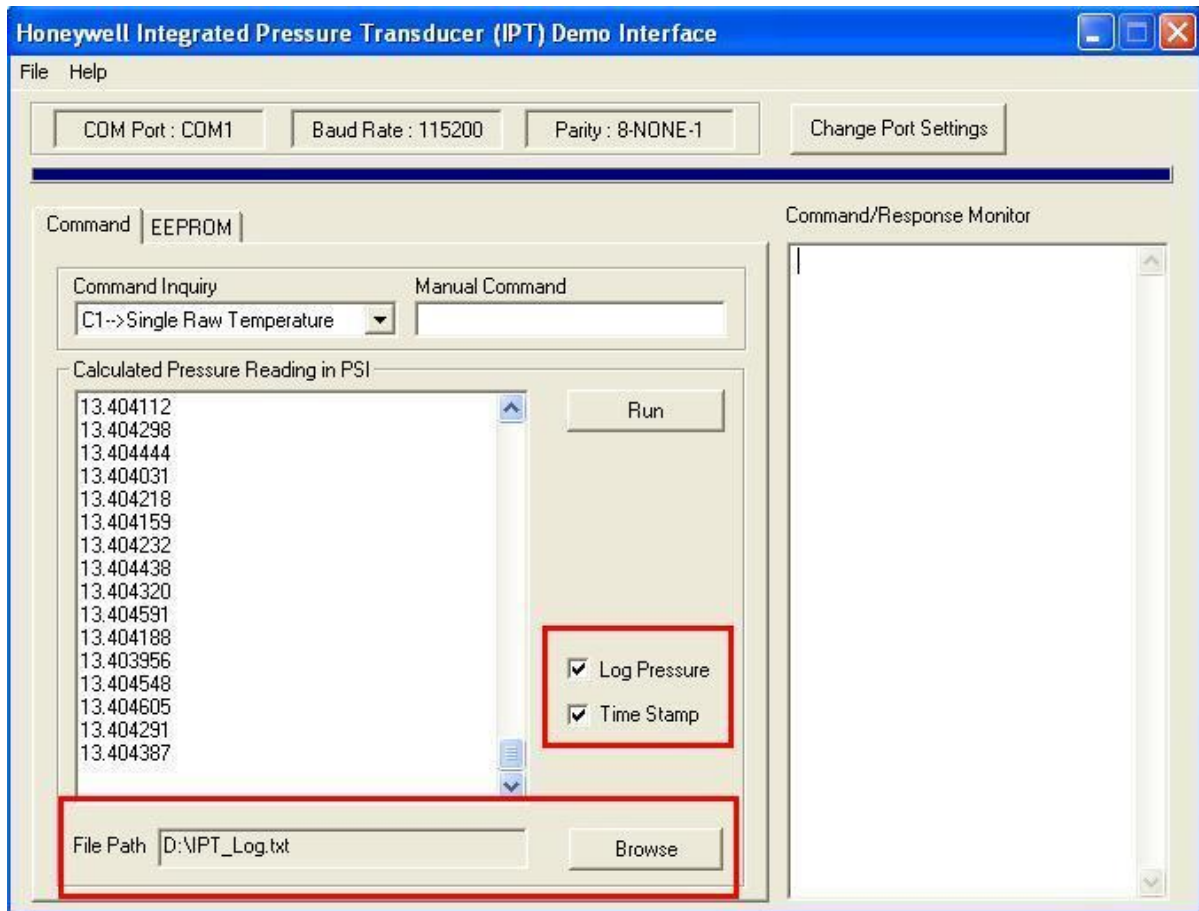 Honeywell Integrated Pressure Transducer (IPT) Demo Interface
File Help
COM Port : COM1
Baud Rate : 115200
Parity : 8-NONE-1
Change Port Settings
Command
EEPROM
Command Inquiry
Manual Command
C1-->Single Raw Temperature
Calculated Pressure Reading in PSI
13.404112
13.404298
13.404444
13.404031
13.404218
13.404159
13.404232
13.404438
13.404320
13.404591
13.404188
13.403956
13.404548
13.404605
13.404291
13.404387
Run
Log Pressure
Time Stamp
File Path
D:\IPT_Log.txt
Browse
Command/Response Monitor